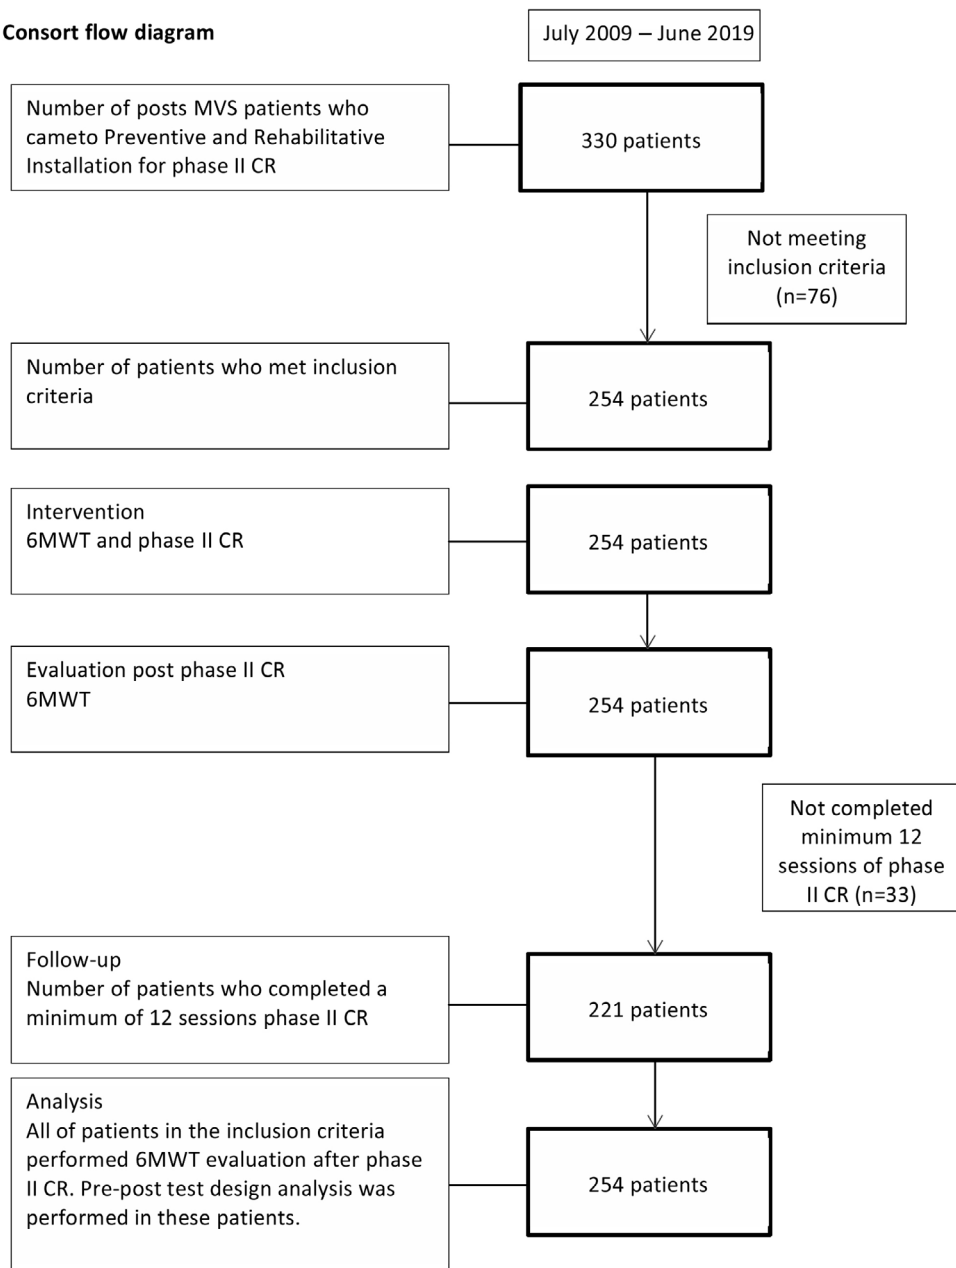 Consort flow diagram
July 2009 – June 2019
Number of posts MVS patients who
cameto Preventive and Rehabilitative
Installation for phase II CR
330 patients
Not meeting
inclusion criteria
(n=76)
Number of patients who met inclusion
criteria
254 patients
Intervention
6MWT and phase II CR
254 patients
Evaluation post phase II CR
6MWT
254 patients
Not completed
minimum 12
sessions of phase
II CR (n=33)
Follow-up
Number of patients who completed a
minimum of 12 sessions phase II CR
221 patients
Analysis
All of patients in the inclusion criteria
performed 6MWT evaluation after phase
II CR. Pre-post test design analysis was
performed in these patients.
254 patients